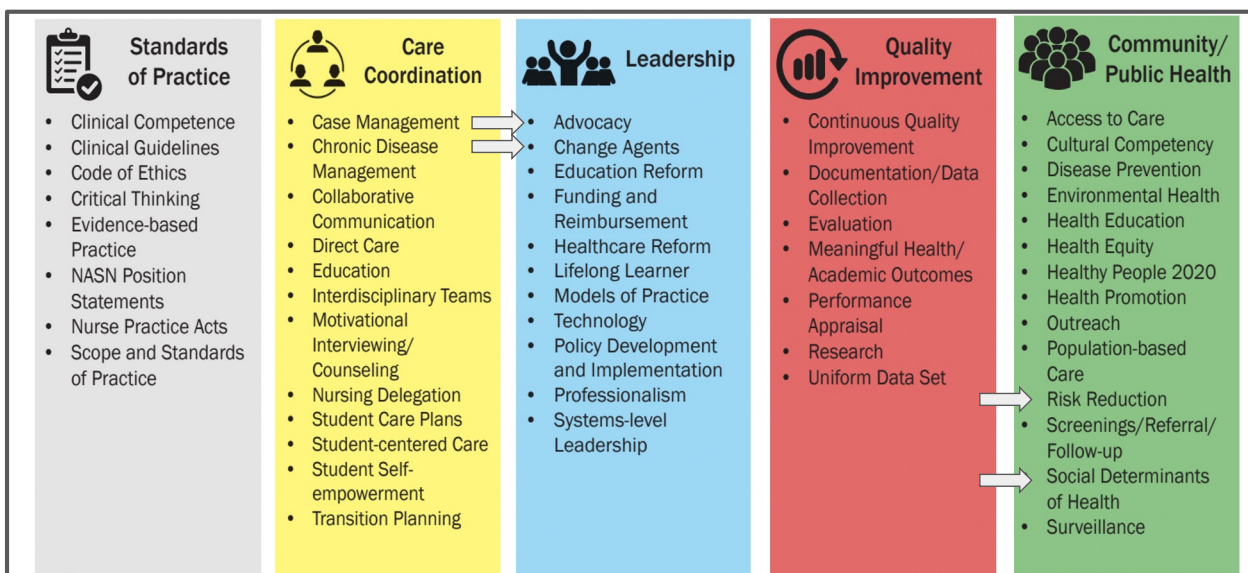 Standards
of Practice
• Clinical Competence
• Clinical Guidelines
• Code of Ethics
• Critical Thinking
• Evidence-based
Practice
• NASN Position
Statements
• Nurse Practice Acts
• Scope and Standards
of Practice
Care
Coordination
• Case Management
• Chronic Disease
Management
• Collaborative
Communication
• Direct Care
• Education
• Interdisciplinary Teams
• Motivational
Interviewing/
Counseling
• Nursing Delegation
• Student Care Plans
• Student-centered Care
• Student Self-
empowerment
• Transition Planning
Leadership
• Advocacy
• Change Agents
• Education Reform
• Funding and
Reimbursement
• Healthcare Reform
• Lifelong Learner
• Models of Practice
• Technology
• Policy Development
and Implementation
• Professionalism
• Systems-level
Leadership
Quality
Improvement
• Continuous Quality
Improvement
• Documentation/Data
Collection
• Evaluation
• Meaningful Health/
Academic Outcomes
• Performance
Appraisal
• Research
• Uniform Data Set
Community/
Public Health
• Access to Care
• Cultural Competency
• Disease Prevention
• Environmental Health
• Health Education
• Health Equity
• Healthy People 2020
• Health Promotion
• Outreach
• Population-based
Care
• Risk Reduction
• Screenings/Referral/
Follow-up
• Social Determinants
of Health
• Surveillance